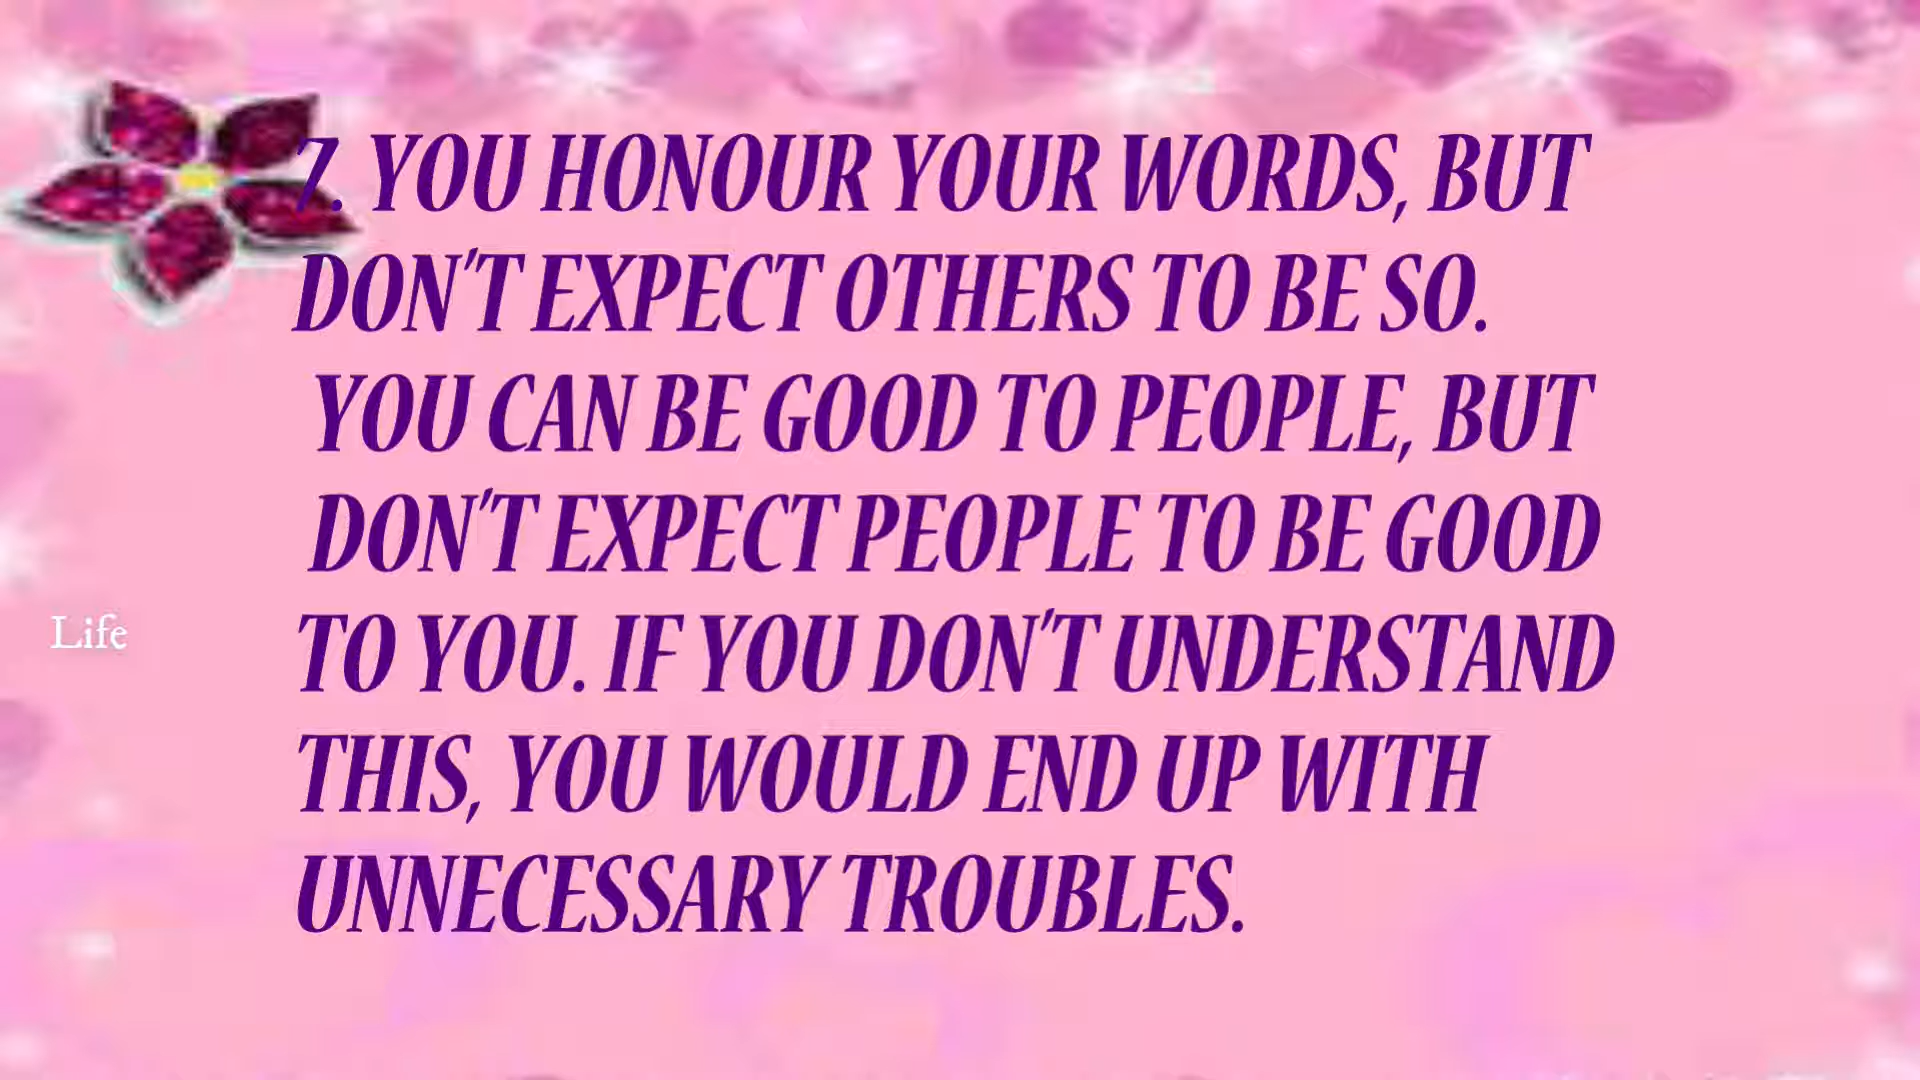 7. YOU HONOUR YOUR WORDS, BUT
DON'T EXPECT OTHERS TO BE SO.
YOU CAN BE GOOD TO PEOPLE, BUT
DON'T EXPECT PEOPLE TO BE GOOD
TO YOU. IF YOU DON'T UNDERSTAND
THIS, YOU WOULD END UP WITH
UNNECESSARY TROUBLES.
Life